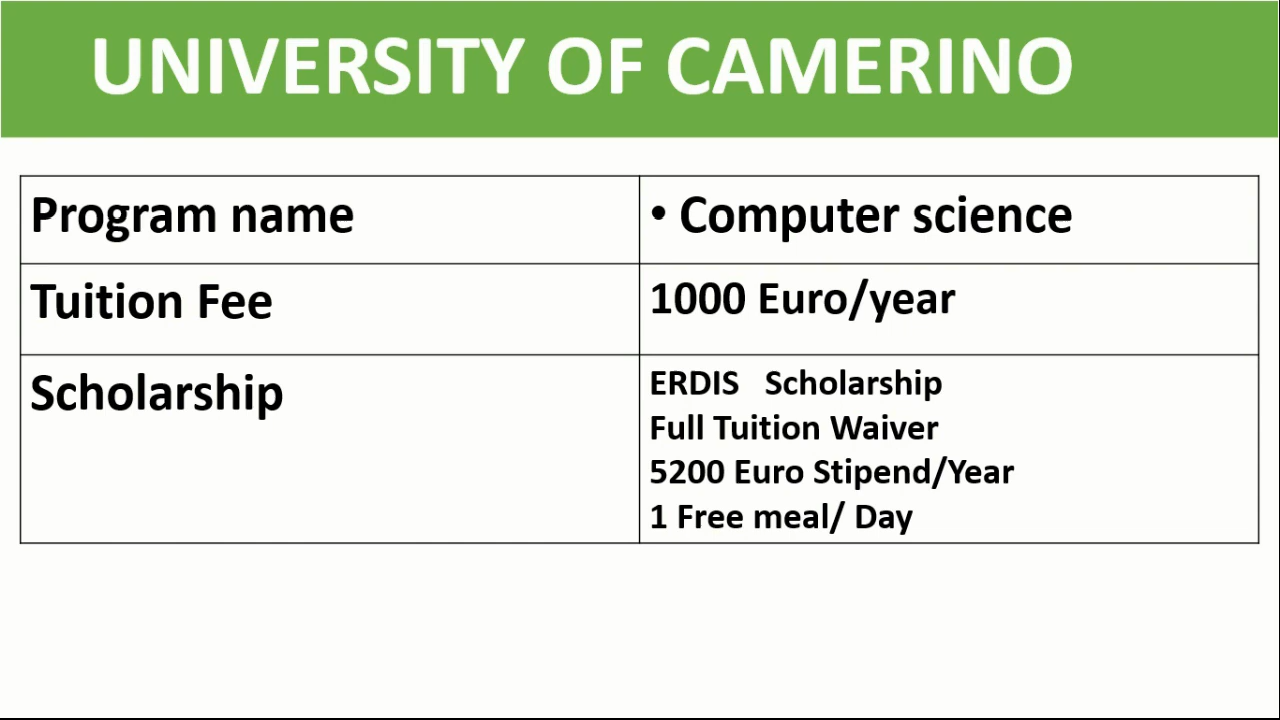 UNIVERSITY OF CAMERINO
Program name
• Computer science
Tuition Fee
1000 Euro/year
Scholarship
ERDIS Scholarship
Full Tuition Waiver
5200 Euro Stipend/Year
1 Free meal/ Day